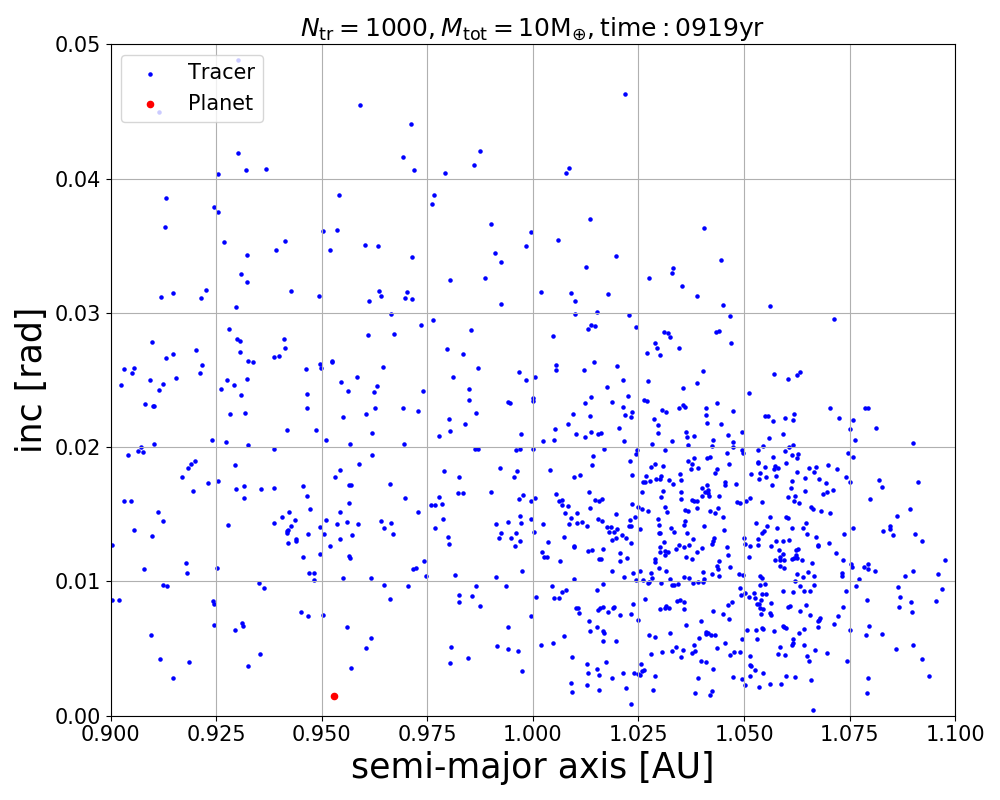 N_tr = 1000, M_tot = 10M_⊕, time : 0919yr
Tracer
Planet
inc [rad]
0.05
0.04
0.03
0.02
0.01
0.00
0.900 0.925 0.950 0.975 1.000 1.025 1.050 1.075 1.100
semi-major axis [AU]